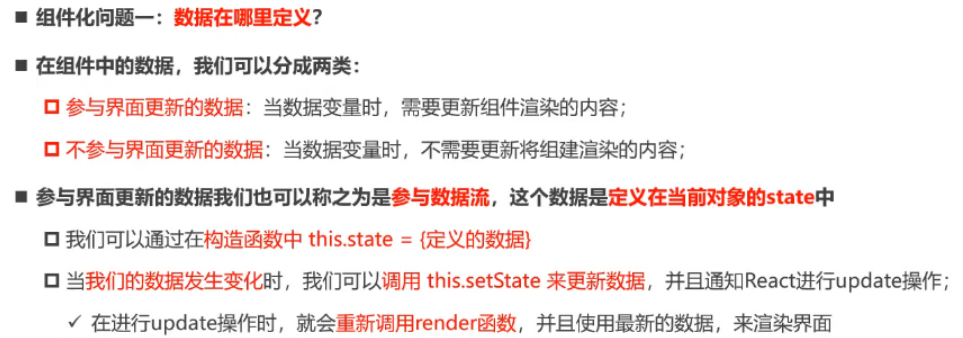 组件化问题一：数据在哪里定义？
在组件中的数据，我们可以分成两类：
参与界面更新的数据：当数据变量时，需要更新组件渲染的内容；
不参与界面更新的数据：当数据变量时，不需要更新将组建渲染的内容；
参与界面更新的数据我们也可以称之为是参与数据流，这个数据是定义在当前对象的state中
我们可以通过在构造函数中 this.state = {定义的数据}
当我们的数据发生变化时，我们可以调用 this.setState 来更新数据，并且通知React进行update操作；
在进行update操作时，就会重新调用render函数，并且使用最新的数据，来渲染界面